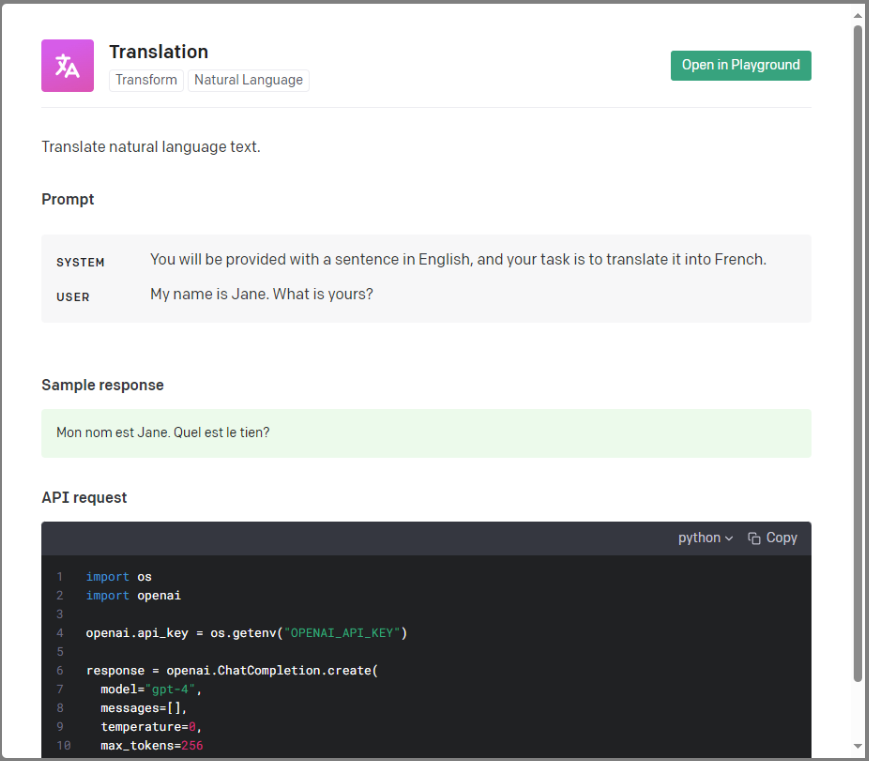 Translation
Transform Natural Language
Open in Playground
Translate natural language text.
Prompt
SYSTEM You will be provided with a sentence in English, and your task is to translate it into French.
USER My name is Jane. What is yours?
Sample response
Mon nom est Jane. Quel est le tien?
API request
python Copy
1 import os
2 import openai
3
4 openai.api_key = os.getenv("OPENAI_API_KEY")
5
6 response = openai.ChatCompletion.create(
7 model="gpt-4",
8 messages=[],
9 temperature=0,
10 max_tokens=256